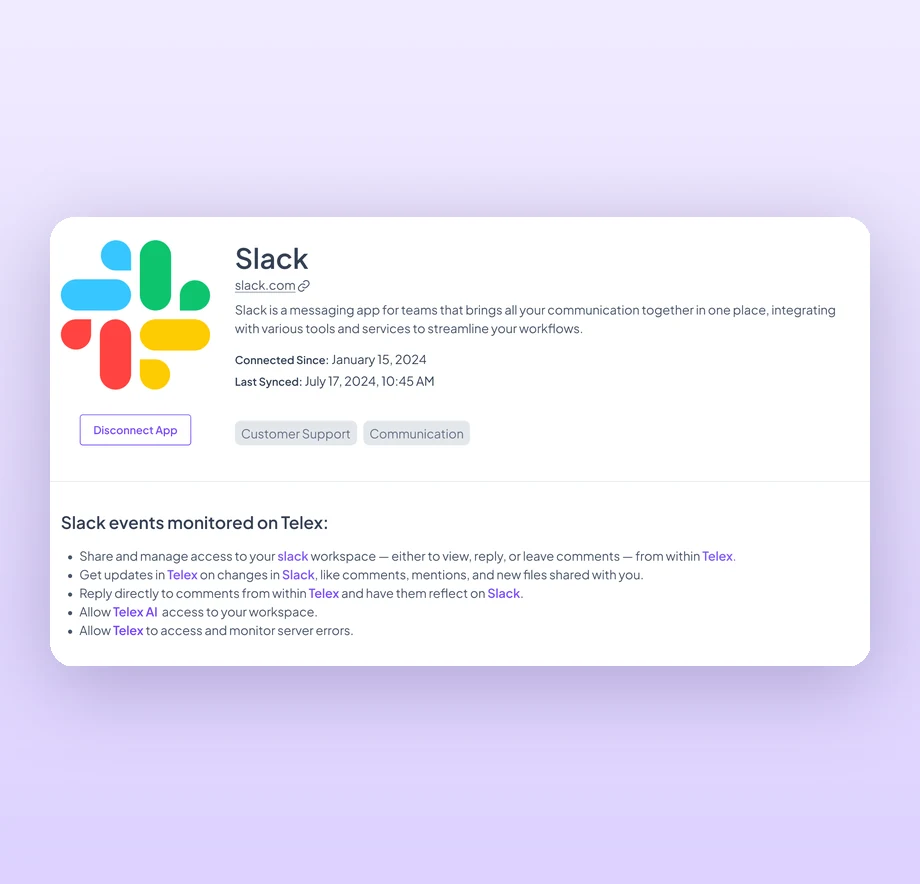 Slack
slack.com
Slack is a messaging app for teams that brings all your communication together in one place, integrating
with various tools and services to streamline your workflows.
Connected Since: January 15, 2024
Last Synced: July 17, 2024, 10:45 AM
Disconnect App
Customer Support Communication
Slack events monitored on Telex:
• Share and manage access to your slack workspace — either to view, reply, or leave comments — from within Telex.
• Get updates in Telex on changes in Slack, like comments, mentions, and new files shared with you.
• Reply directly to comments from within Telex and have them reflect on Slack.
• Allow Telex AI access to your workspace.
• Allow Telex to access and monitor server errors.